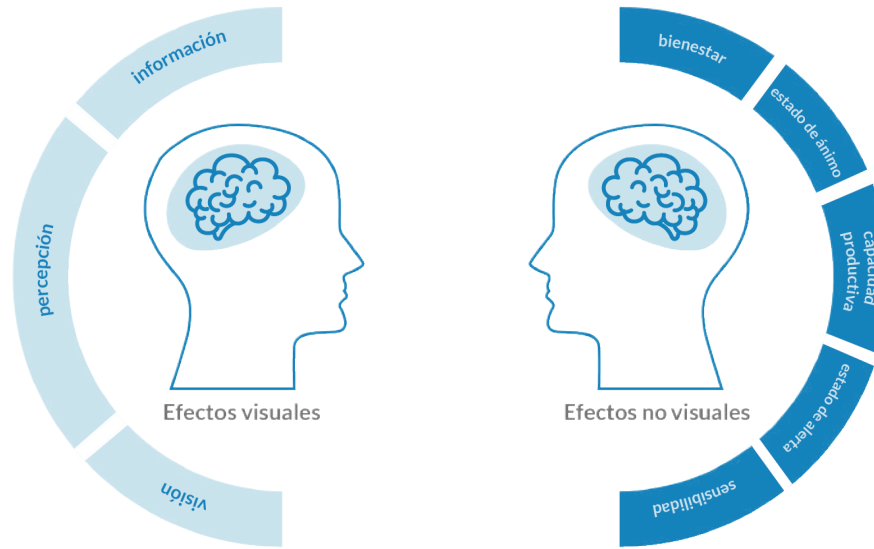 información
percepción
visión
Efectos visuales
bienestar
estado de ánimo
capacidad
productiva
estado de alerta
sensibilidad
Efectos no visuales